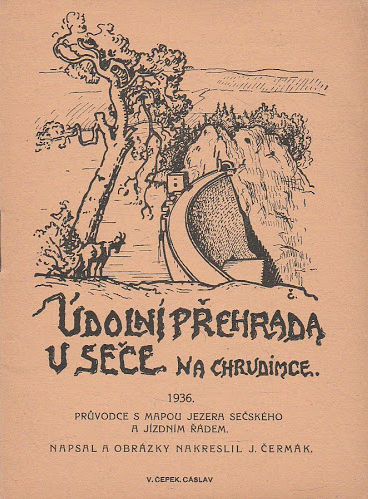 Č.
ÚDOLNÍ PŘEHRADA
V SEČE NA CHRUDIMCE.
1936.
PRŮVODCE S MAPOU JEZERA SEČSKÉHO
A JÍZDNÍM ŘÁDEM.
NAPSAL A OBRÁZKY NAKRESLIL J. ČERMÁK.
V. ČEPEK, ČÁSLAV